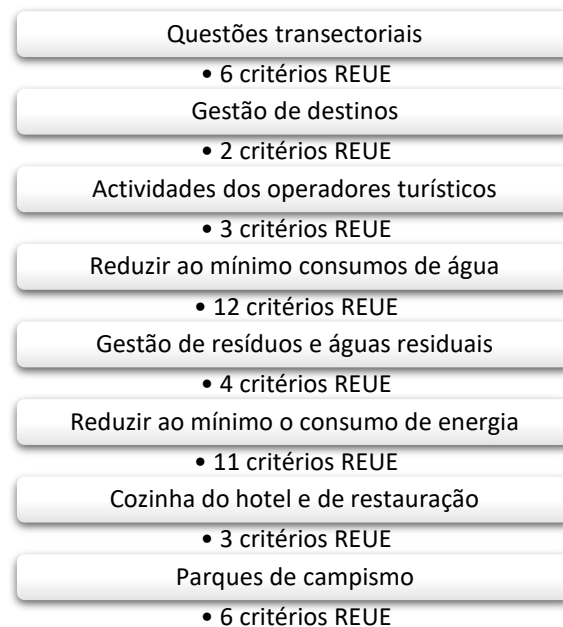 Questões transectoriais
• 6 critérios REUE
Gestão de destinos
• 2 critérios REUE
Actividades dos operadores turísticos
• 3 critérios REUE
Reduzir ao mínimo consumos de água
• 12 critérios REUE
Gestão de resíduos e águas residuais
• 4 critérios REUE
Reduzir ao mínimo o consumo de energia
• 11 critérios REUE
Cozinha do hotel e de restauração
• 3 critérios REUE
Parques de campismo
• 6 critérios REUE